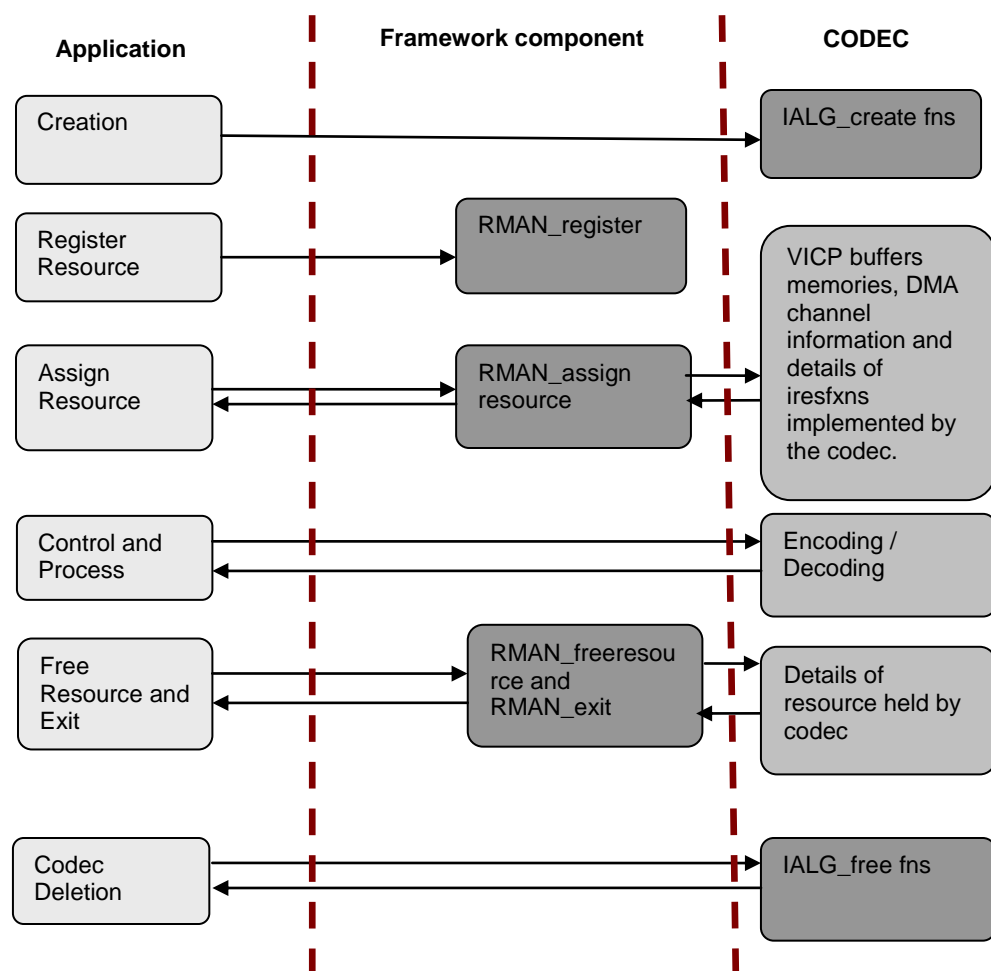 Application
Framework component
CODEC
Creation
IALG_create fns
Register
Resource
RMAN_register
VICP buffers
memories, DMA
channel
information and
details of
iresfxns
implemented by
the codec.
Assign
Resource
RMAN_assign
resource
Control and
Process
Encoding /
Decoding
Free
Resource and
Exit
RMAN_freeresou
rce and
RMAN_exit
Details of
resource held by
codec
Codec
Deletion
IALG_free fns